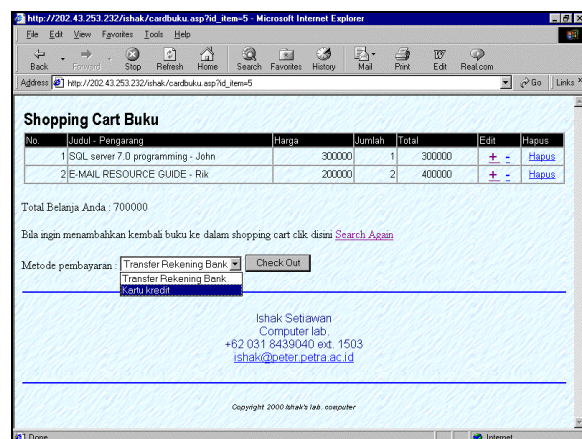 http://202.43.253.232/ishak/cardbuku.asp?id_item=5 - Microsoft Internet Explorer
File Edit View Favorites Tools Help
Back Forward Stop Refresh Home Search Favorites History Mail Print Edit Real.com
Address http://202.43.253.232/ishak/cardbuku.asp?id_item=5 Go Links »
Shopping Cart Buku
No. Judul - Pengarang Harga Jumlah Total Edit Hapus
1 SQL server 7.0 programming - John 300000 1 300000 + - Hapus
2 E-MAIL RESOURCE GUIDE - Rik 200000 2 400000 + - Hapus
Total Belanja Anda : 700000
Bila ingin menambahkan kembali buku ke dalam shopping cart clik disini Search Again
Metode pembayaran : Transfer Rekening Bank Check Out
Transfer Rekening Bank
Kartu kredit
Ishak Setiawan
Computer lab.
+62 031 8439040 ext. 1503
ishak@peter.petra.ac.id
Copyright 2000 Ishak's lab. computer
Done Internet